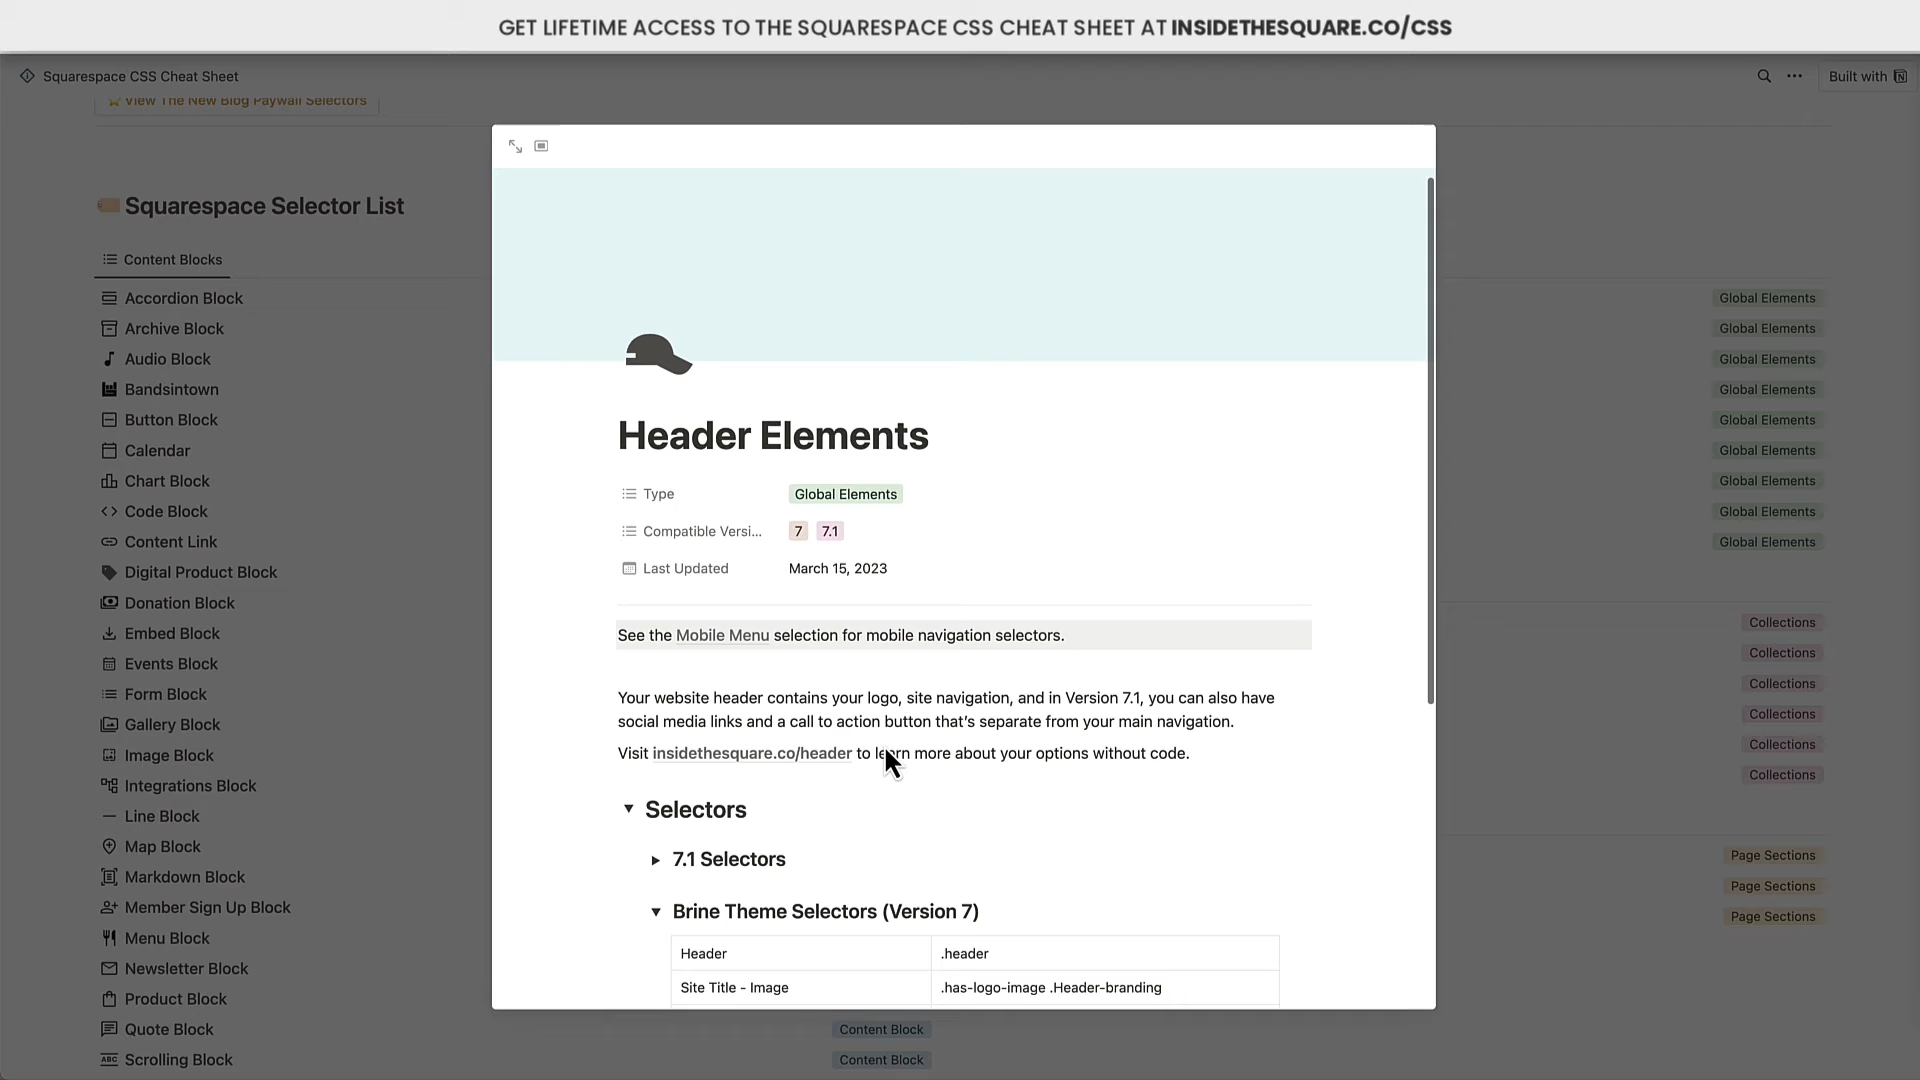 GET LIFETIME ACCESS TO THE SQUARESPACE CSS CHEAT SHEET AT INSIDETHESQUARE.CO/CSS
Squarespace CSS Cheat Sheet
Built with
View The New Blog Paywall Selectors
Squarespace Selector List
Content Blocks
Accordion Block
Archive Block
Audio Block
Bandsintown
Button Block
Calendar
Chart Block
Code Block
Content Link
Digital Product Block
Donation Block
Embed Block
Events Block
Form Block
Gallery Block
Image Block
Integrations Block
Line Block
Map Block
Markdown Block
Member Sign Up Block
Menu Block
Newsletter Block
Product Block
Quote Block
Scrolling Block
Header Elements
Type Global Elements
Compatible Versi... 7 7.1
Last Updated March 15, 2023
See the Mobile Menu selection for mobile navigation selectors.
Your website header contains your logo, site navigation, and in Version 7.1, you can also have
social media links and a call to action button that’s separate from your main navigation.
Visit insidethesquare.co/header to learn more about your options without code.
Selectors
7.1 Selectors
Brine Theme Selectors (Version 7)
Header .header
Site Title - Image .has-logo-image .Header-branding
Content Block
Content Block
Global Elements
Global Elements
Global Elements
Global Elements
Global Elements
Global Elements
Global Elements
Global Elements
Global Elements
Collections
Collections
Collections
Collections
Collections
Collections
Page Sections
Page Sections
Page Sections